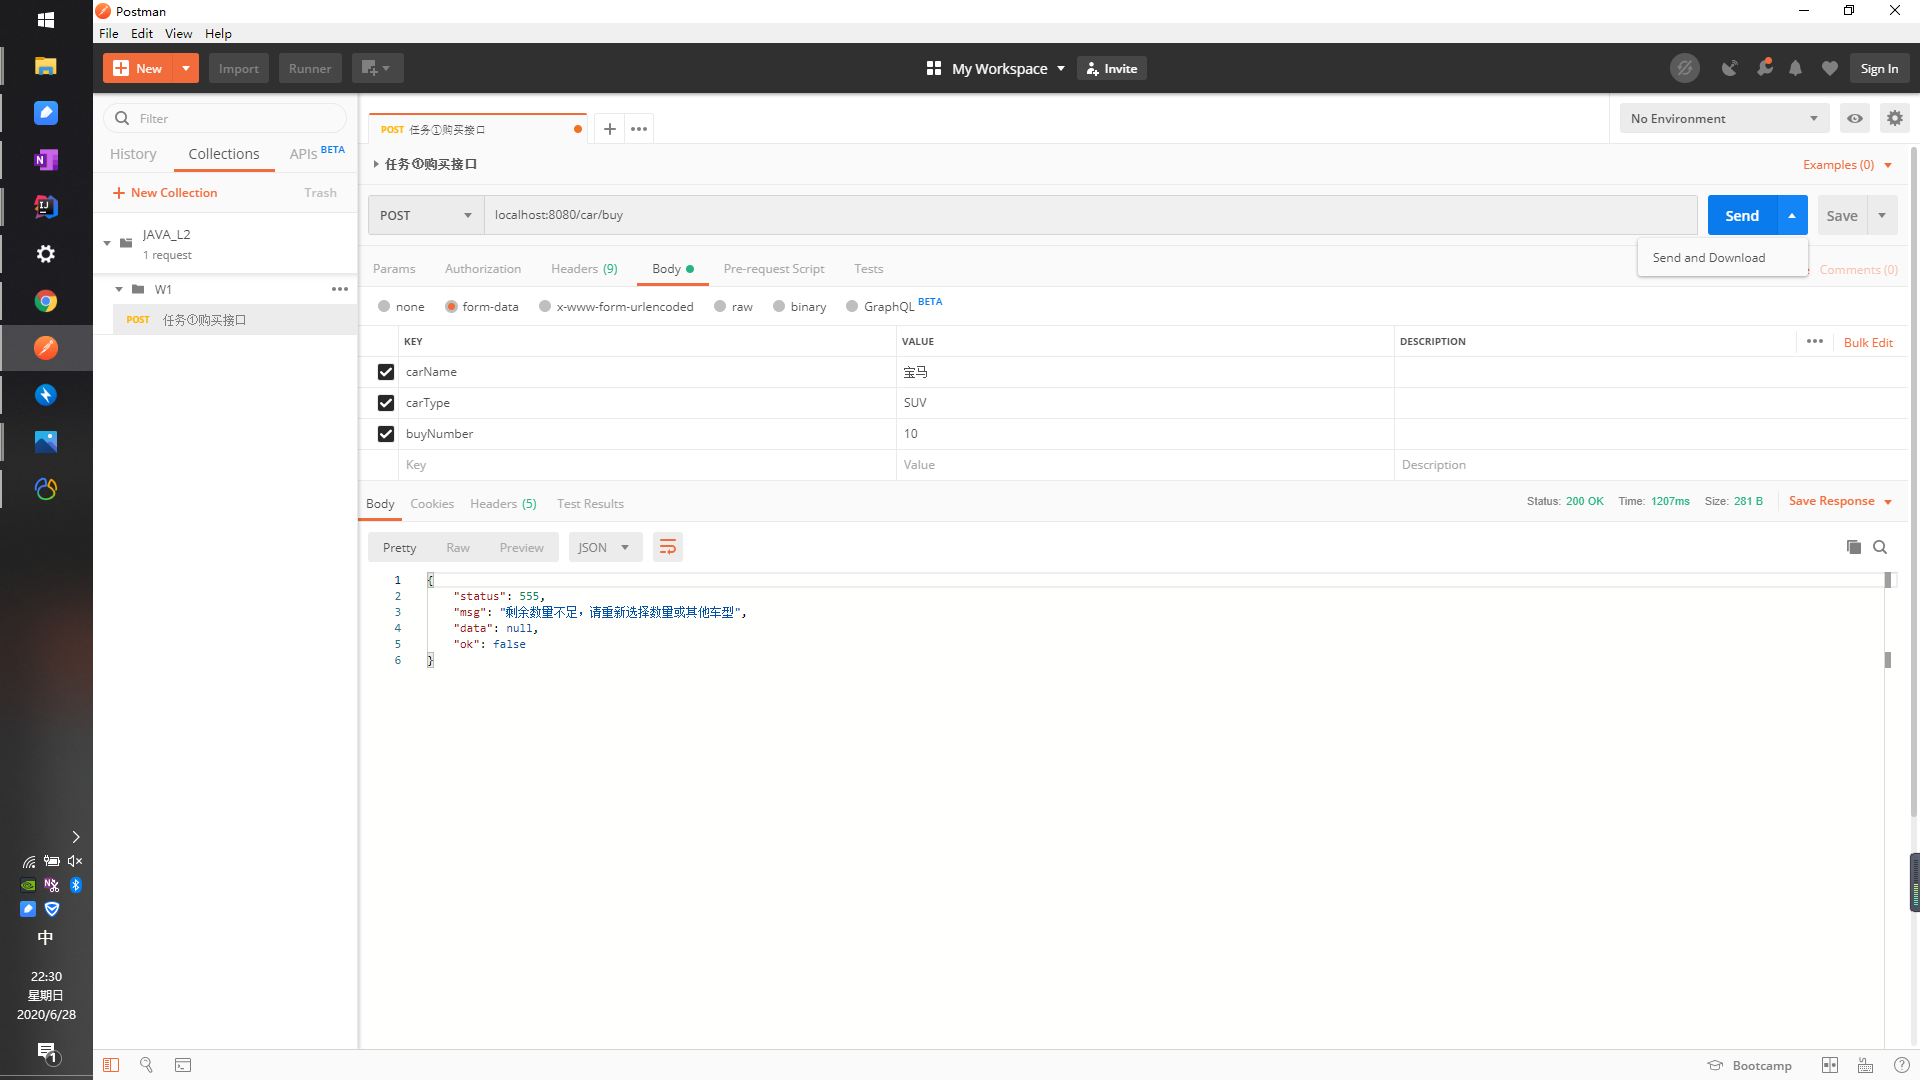 Postman
File Edit View Help
New Import Runner My Workspace Invite Sign In
Filter
History Collections APIs BETA
New Collection Trash
JAVA_L2
1 request
W1
POST 任务①购买接口
POST 任务①购买接口
No Environment
任务①购买接口
Examples (0)
POST localhost:8080/car/buy Send Save
Send and Download
Params Authorization Headers (9) Body Pre-request Script Tests Comments (0)
none form-data x-www-form-urlencoded raw binary GraphQL BETA
KEY VALUE DESCRIPTION Bulk Edit
carName 宝马
carType SUV
buyNumber 10
Key Value Description
Body Cookies Headers (5) Test Results Status: 200 OK Time: 1207ms Size: 281 B Save Response
Pretty Raw Preview JSON
1 {
2 "status": 555,
3 "msg": "剩余数量不足，请重新选择数量或其他车型",
4 "data": null,
5 "ok": false
6 }
中
22:30
星期日
2020/6/28
1
Bootcamp